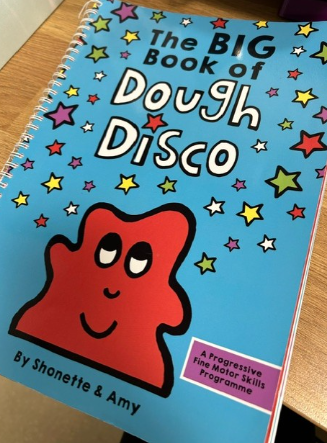 The BIG
Book of
Dough
Disco
By Shonette & Amy
A Progressive
Fine Motor Skills
Programme